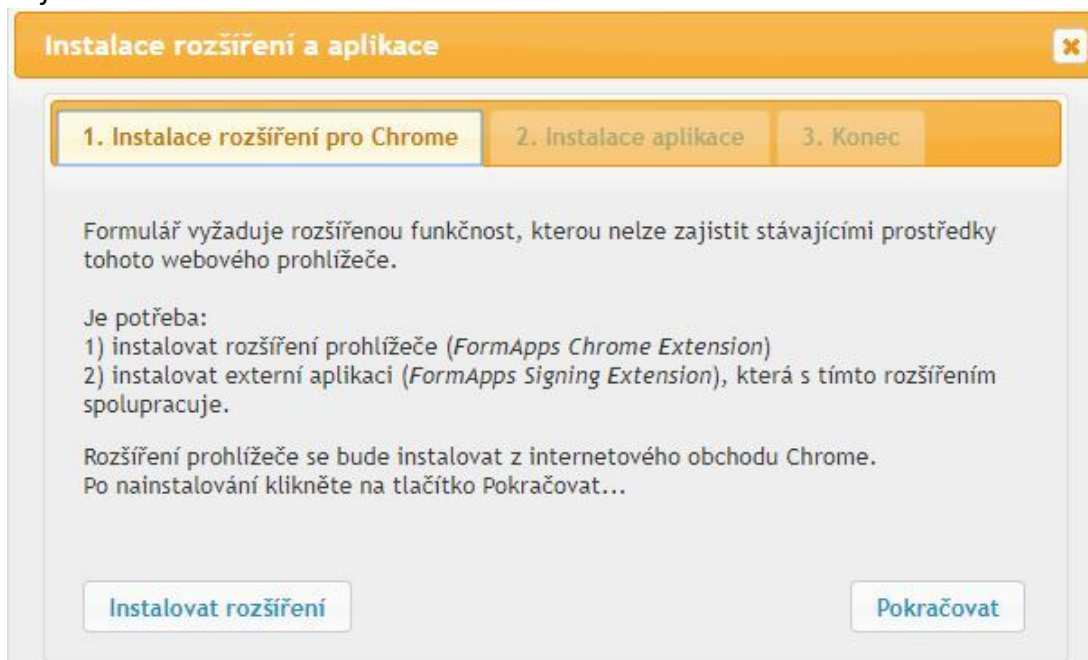 Instalace rozšíření a aplikace
1. Instalace rozšíření pro Chrome 2. Instalace aplikace 3. Konec
Formulář vyžaduje rozšířenou funkčnost, kterou nelze zajistit stávajícími prostředky
tohoto webového prohlížeče.
Je potřeba:
1) instalovat rozšíření prohlížeče (FormApps Chrome Extension)
2) instalovat externí aplikaci (FormApps Signing Extension), která s tímto rozšířením
spolupracuje.
Rozšíření prohlížeče se bude instalovat z internetového obchodu Chrome.
Po nainstalování klikněte na tlačítko Pokračovat...
Instalovat rozšíření Pokračovat